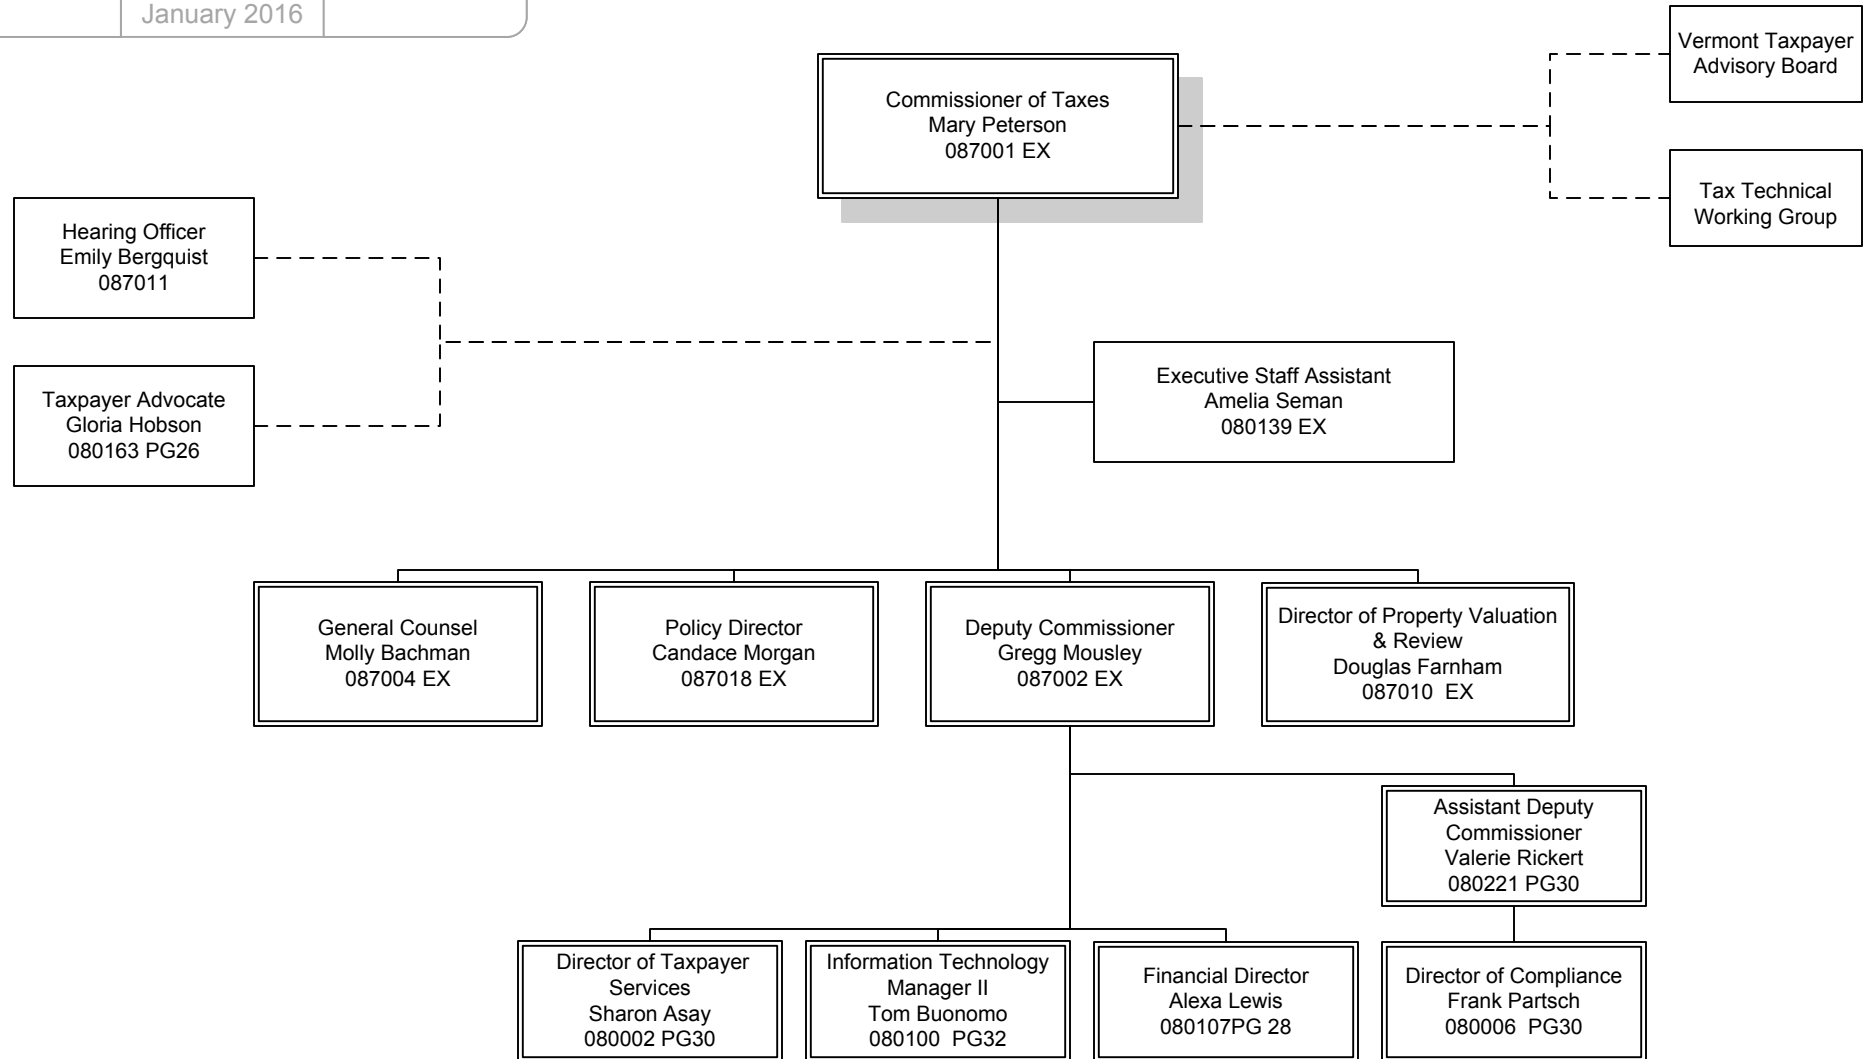 January 2016
Vermont Taxpayer
Advisory Board
Commissioner of Taxes
Mary Peterson
087001 EX
Tax Technical
Working Group
Hearing Officer
Emily Bergquist
087011
Taxpayer Advocate
Gloria Hobson
080163 PG26
Executive Staff Assistant
Amelia Seman
080139 EX
General Counsel
Molly Bachman
087004 EX
Policy Director
Candace Morgan
087018 EX
Deputy Commissioner
Gregg Mousley
087002 EX
Director of Property Valuation
& Review
Douglas Farnham
087010  EX
Assistant Deputy
Commissioner
Valerie Rickert
080221 PG30
Director of Taxpayer
Services
Sharon Asay
080002 PG30
Information Technology
Manager II
Tom Buonomo
080100  PG32
Financial Director
Alexa Lewis
080107PG 28
Director of Compliance
Frank Partsch
080006  PG30